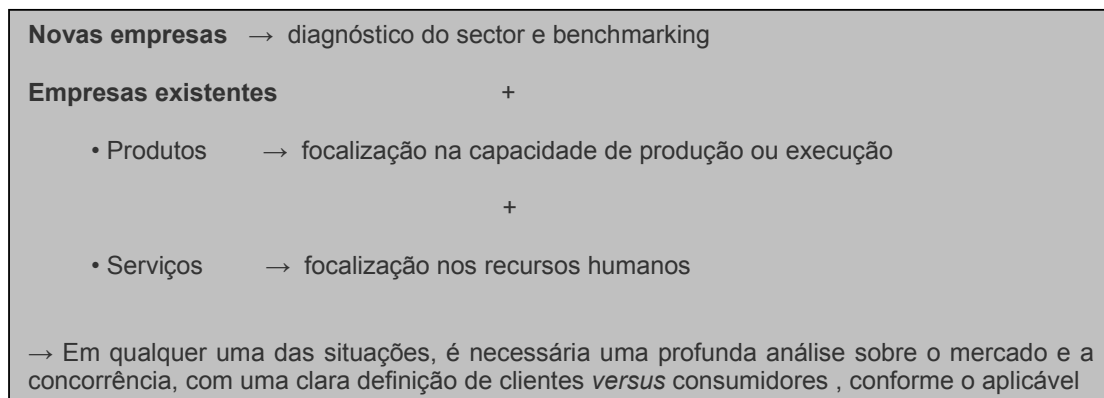 Novas empresas → diagnóstico do sector e benchmarking
Empresas existentes +
• Produtos → focalização na capacidade de produção ou execução
+
• Serviços → focalização nos recursos humanos
→ Em qualquer uma das situações, é necessária uma profunda análise sobre o mercado e a
concorrência, com uma clara definição de clientes versus consumidores , conforme o aplicável